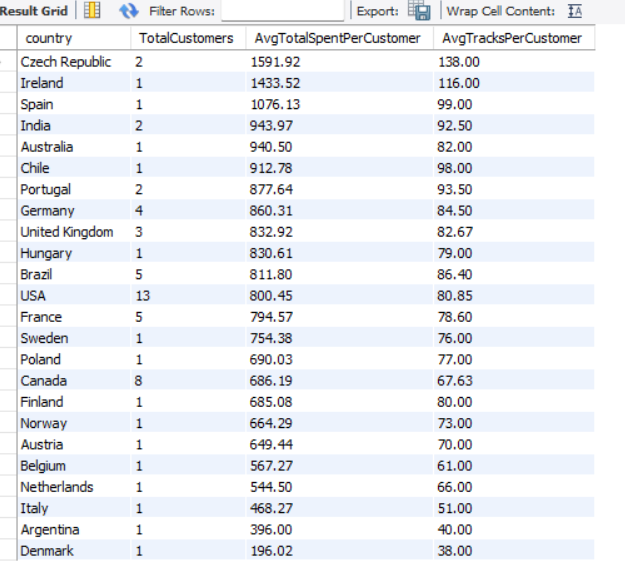 Result Grid Filter Rows: Export: Wrap Cell Content: IA
country TotalCustomers AvgTotalSpentPerCustomer AvgTracksPerCustomer
Czech Republic 2 1591.92 138.00
Ireland 1 1433.52 116.00
Spain 1 1076.13 99.00
India 2 943.97 92.50
Australia 1 940.50 82.00
Chile 1 912.78 98.00
Portugal 2 877.64 93.50
Germany 4 860.31 84.50
United Kingdom 3 832.92 82.67
Hungary 1 830.61 79.00
Brazil 5 811.80 86.40
USA 13 800.45 80.85
France 5 794.57 78.60
Sweden 1 754.38 76.00
Poland 1 690.03 77.00
Canada 8 686.19 67.63
Finland 1 685.08 80.00
Norway 1 664.29 73.00
Austria 1 649.44 70.00
Belgium 1 567.27 61.00
Netherlands 1 544.50 66.00
Italy 1 468.27 51.00
Argentina 1 396.00 40.00
Denmark 1 196.02 38.00